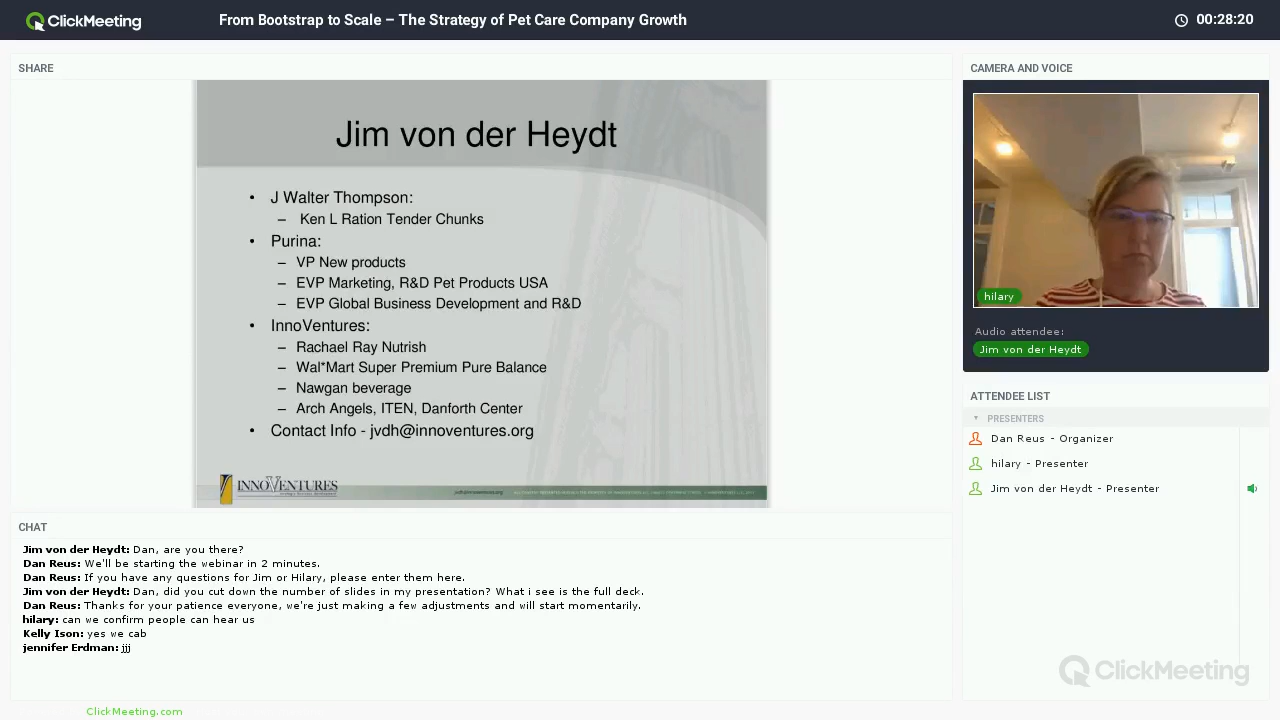 ClickMeeting
From Bootstrap to Scale – The Strategy of Pet Care Company Growth
00:28:20
SHARE
Jim von der Heydt
• J Walter Thompson:
– Ken L Ration Tender Chunks
• Purina:
– VP New products
– EVP Marketing, R&D Pet Products USA
– EVP Global Business Development and R&D
• InnoVentures:
– Rachael Ray Nutrish
– Wal*Mart Super Premium Pure Balance
– Nawgan beverage
– Arch Angels, ITEN, Danforth Center
• Contact Info - jvdh@innoventures.org
INNOVENTURES
jvdh@innoventures.org
CAMERA AND VOICE
hilary
Audio attendee:
Jim von der Heydt
ATTENDEE LIST
PRESENTERS
Dan Reus - Organizer
hilary - Presenter
Jim von der Heydt - Presenter
CHAT
Jim von der Heydt: Dan, are you there?
Dan Reus: We'll be starting the webinar in 2 minutes.
Dan Reus: If you have any questions for Jim or Hilary, please enter them here.
Jim von der Heydt: Dan, did you cut down the number of slides in my presentation? What i see is the full deck.
Dan Reus: Thanks for your patience everyone, we're just making a few adjustments and will start momentarily.
hilary: can we confirm people can hear us
Kelly Ison: yes we cab
jennifer Erdman: jjj
ClickMeeting
ClickMeeting.com